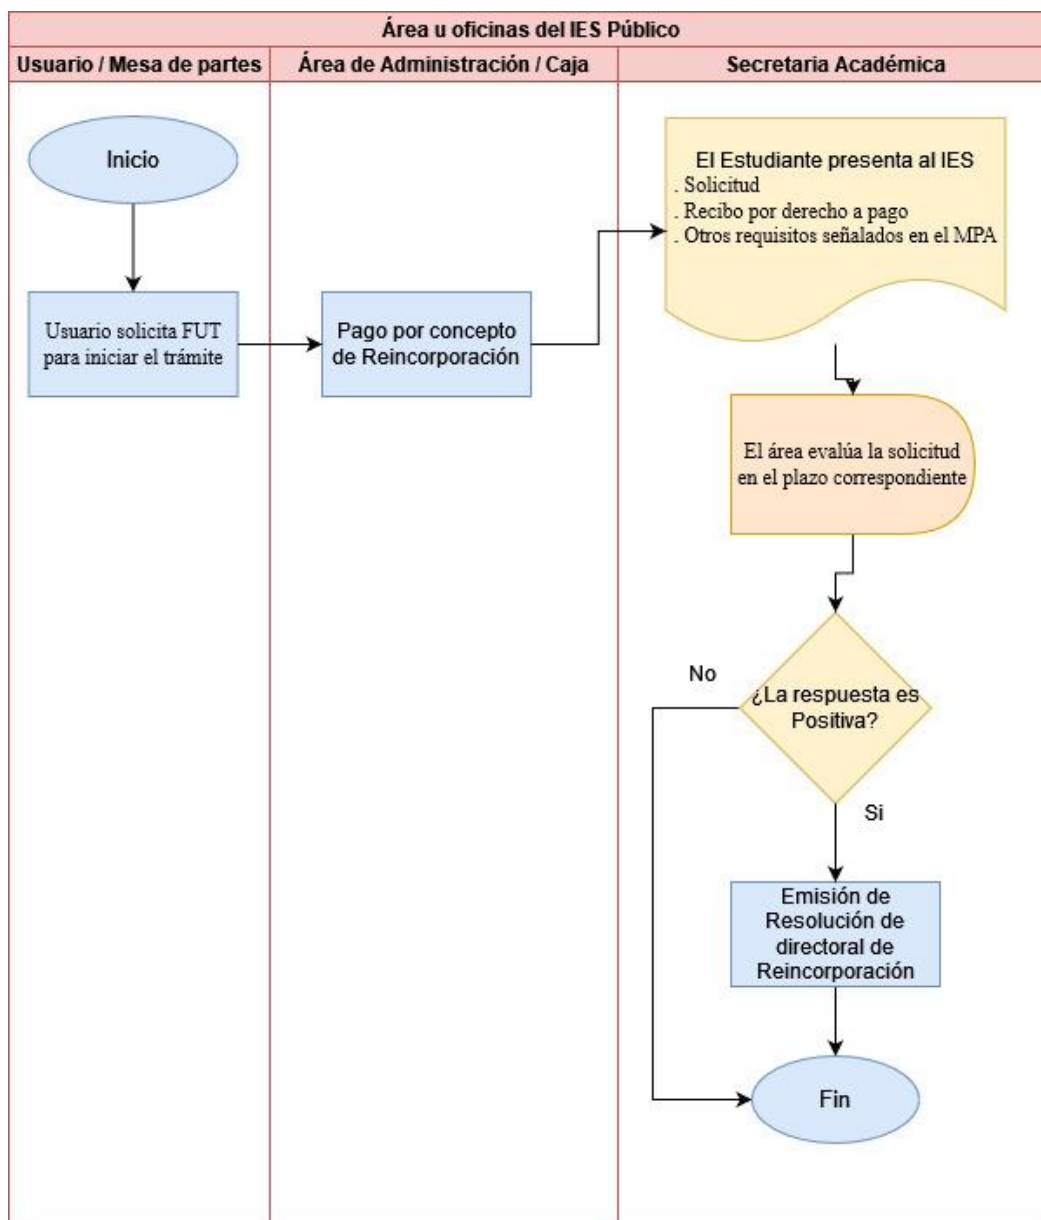 Área u oficinas del IES Público
Usuario / Mesa de partes
Área de Administración / Caja
Secretaria Académica
Inicio
Usuario solicita FUT
para iniciar el trámite
Pago por concepto
de Reincorporación
El Estudiante presenta al IES
. Solicitud
. Recibo por derecho a pago
. Otros requisitos señalados en el MPA
El área evalúa la solicitud
en el plazo correspondiente
¿La respuesta es
Positiva?
No
Si
Emisión de
Resolución de
directoral de
Reincorporación
Fin